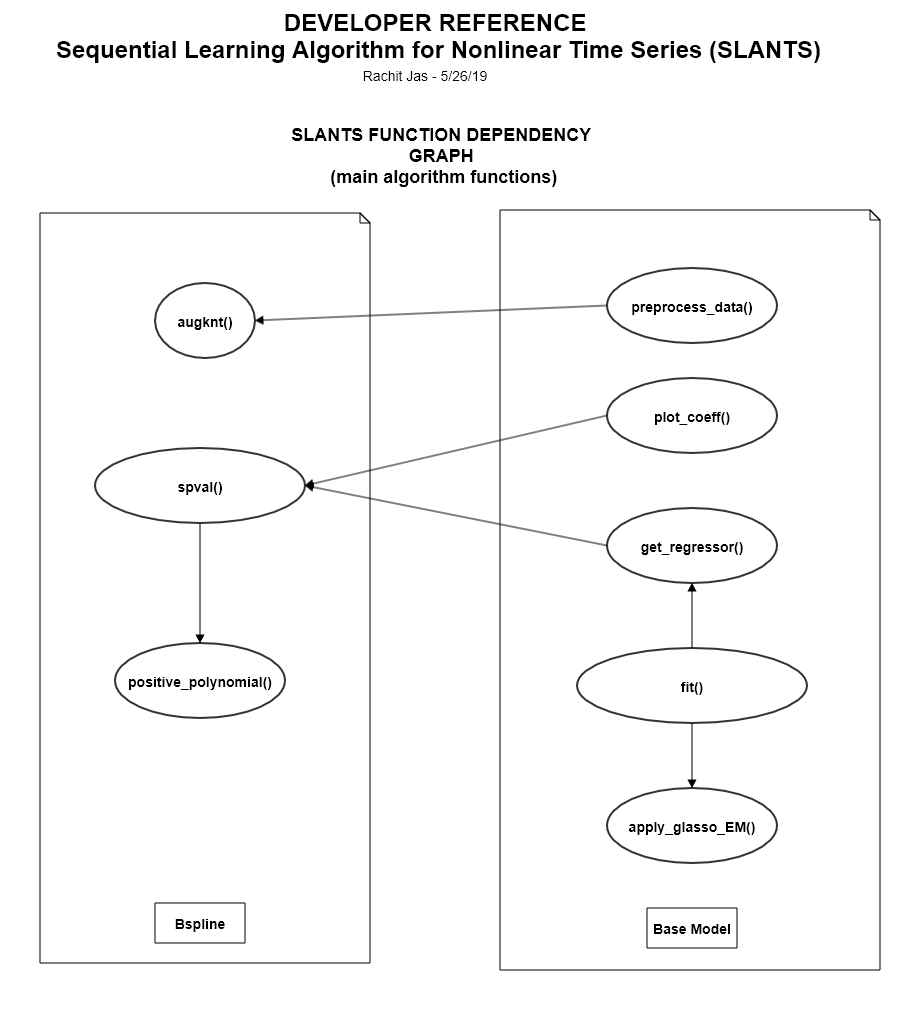 DEVELOPER REFERENCE
Sequential Learning Algorithm for Nonlinear Time Series (SLANTS)
Rachit Jas - 5/26/19
SLANTS FUNCTION DEPENDENCY
GRAPH
(main algorithm functions)
augknt()
spval()
positive_polynomial()
Bspline
preprocess_data()
plot_coeff()
get_regressor()
fit()
apply_glasso_EM()
Base Model